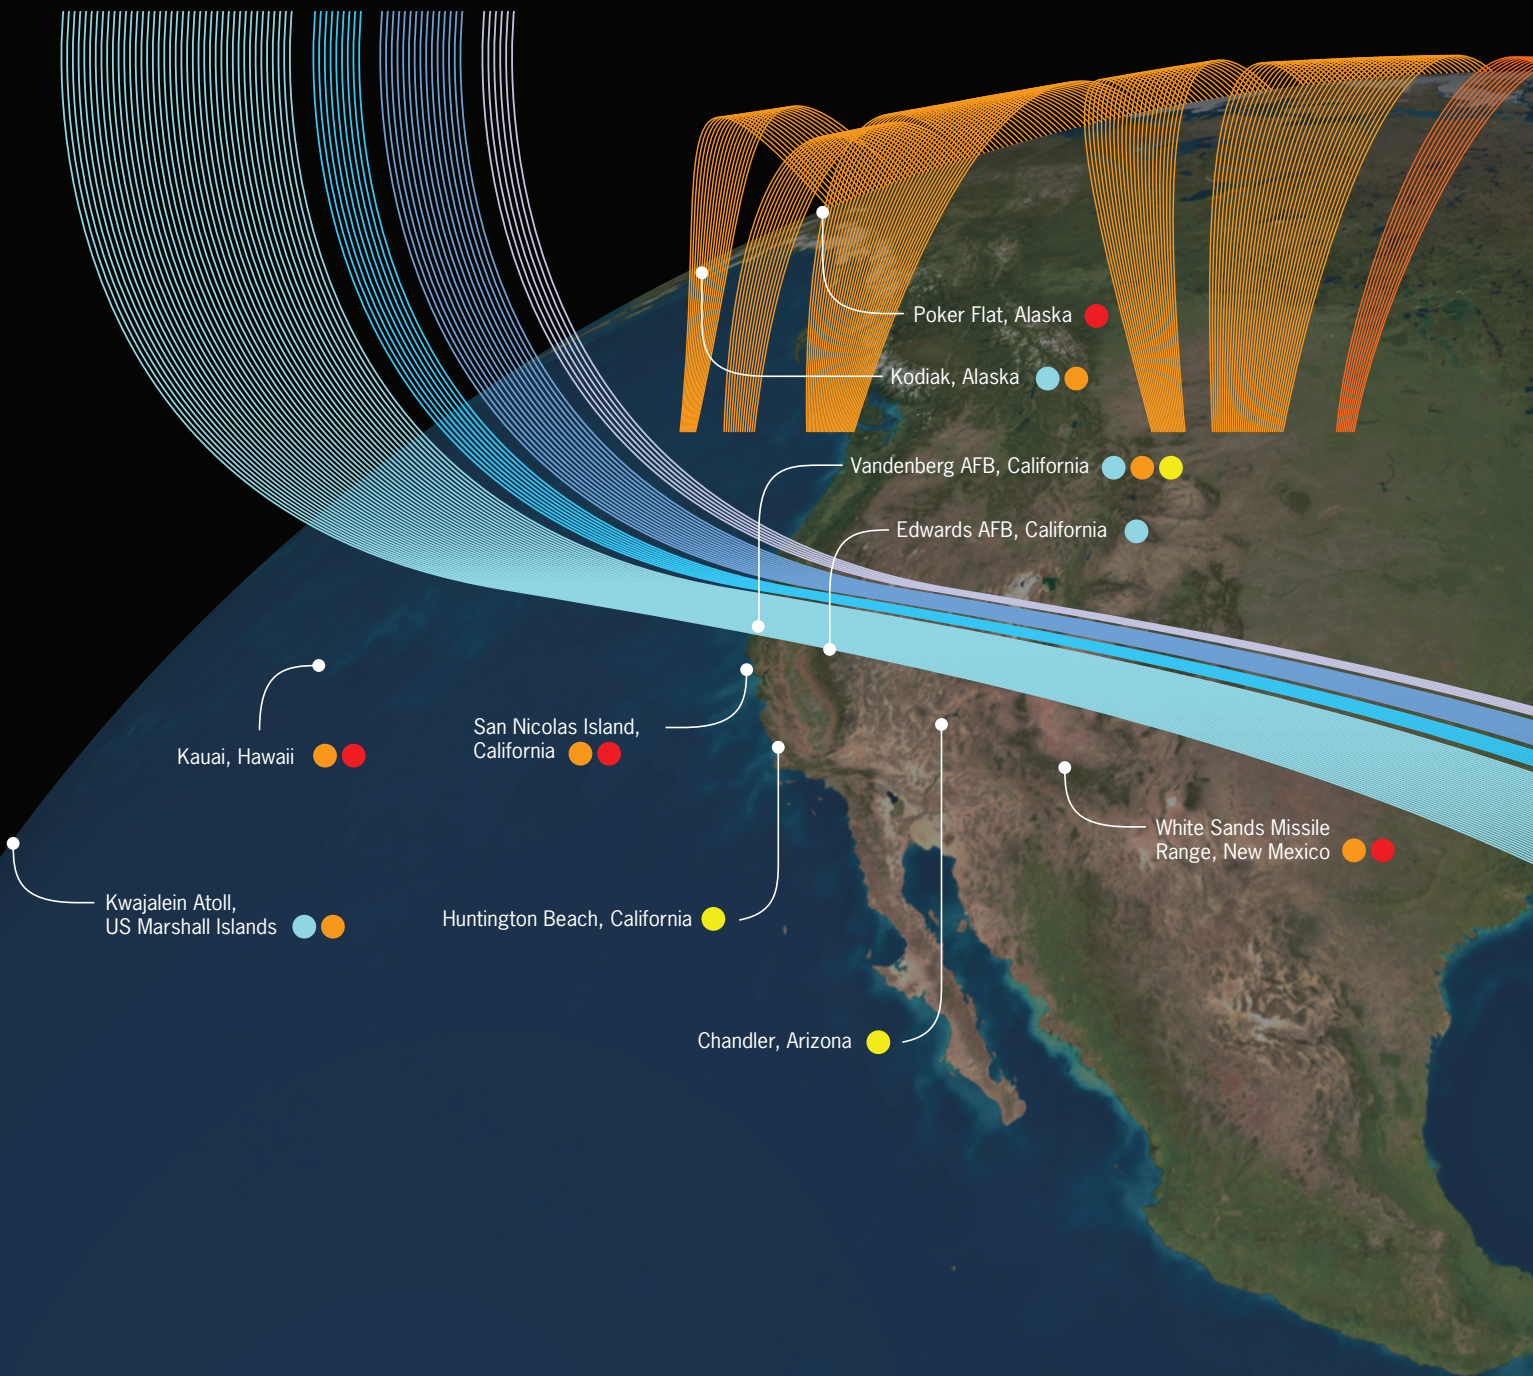 Poker Flat, Alaska
Kodiak, Alaska
Vandenberg AFB, California
Edwards AFB, California
San Nicolas Island,
California
Kauai, Hawaii
White Sands Missile
Range, New Mexico
Kwajalein Atoll,
US Marshall Islands
Huntington Beach, California
Chandler, Arizona